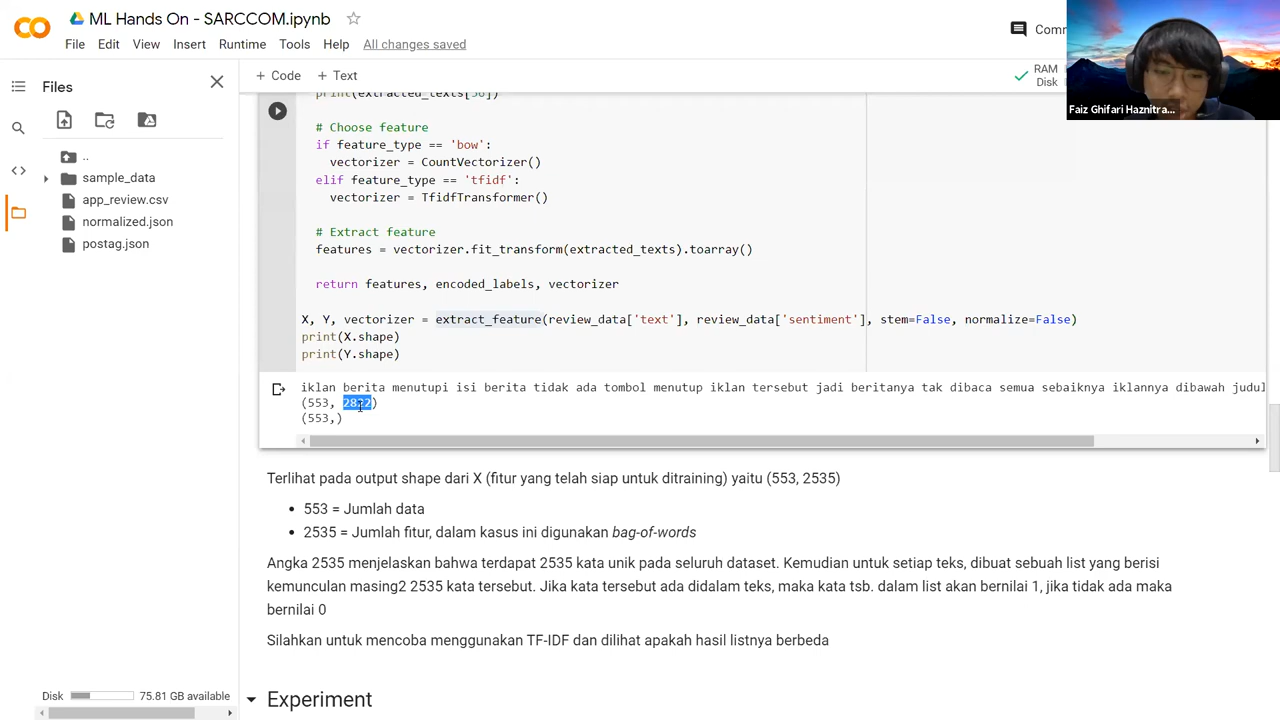 ML Hands On - SARCCOM.ipynb
File Edit View Insert Runtime Tools Help All changes saved
Faiz Ghifari Haznitra...
Files
+ Code + Text
RAM
Disk
..
sample_data
app_review.csv
normalized.json
postag.json
# Choose feature
if feature_type == 'bow':
vectorizer = CountVectorizer()
elif feature_type == 'tfidf':
vectorizer = TfidfTransformer()
# Extract feature
features = vectorizer.fit_transform(extracted_texts).toarray()
return features, encoded_labels, vectorizer
X, Y, vectorizer = extract_feature(review_data['text'], review_data['sentiment'], stem=False, normalize=False)
print(X.shape)
print(Y.shape)
iklan berita menutupi isi berita tidak ada tombol menutup iklan tersebut jadi beritanya tak dibaca semua sebaiknya iklannya dibawah judul
(553, )
(553,)
Terlihat pada output shape dari X (fitur yang telah siap untuk ditraining) yaitu (553, 2535)
• 553 = Jumlah data
• 2535 = Jumlah fitur, dalam kasus ini digunakan bag-of-words
Angka 2535 menjelaskan bahwa terdapat 2535 kata unik pada seluruh dataset. Kemudian untuk setiap teks, dibuat sebuah list yang berisi
kemunculan masing2 2535 kata tersebut. Jika kata tersebut ada didalam teks, maka kata tsb. dalam list akan bernilai 1, jika tidak ada maka
bernilai 0
Silahkan untuk mencoba menggunakan TF-IDF dan dilihat apakah hasil listnya berbeda
Experiment
Disk 75.81 GB available